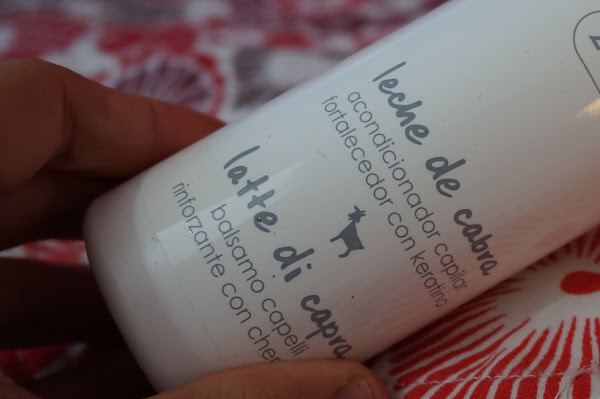 leche de cabra
acondicionador capilar
fortalecedor con keratina
latte di capra
balsamo capelli
rinforzante con